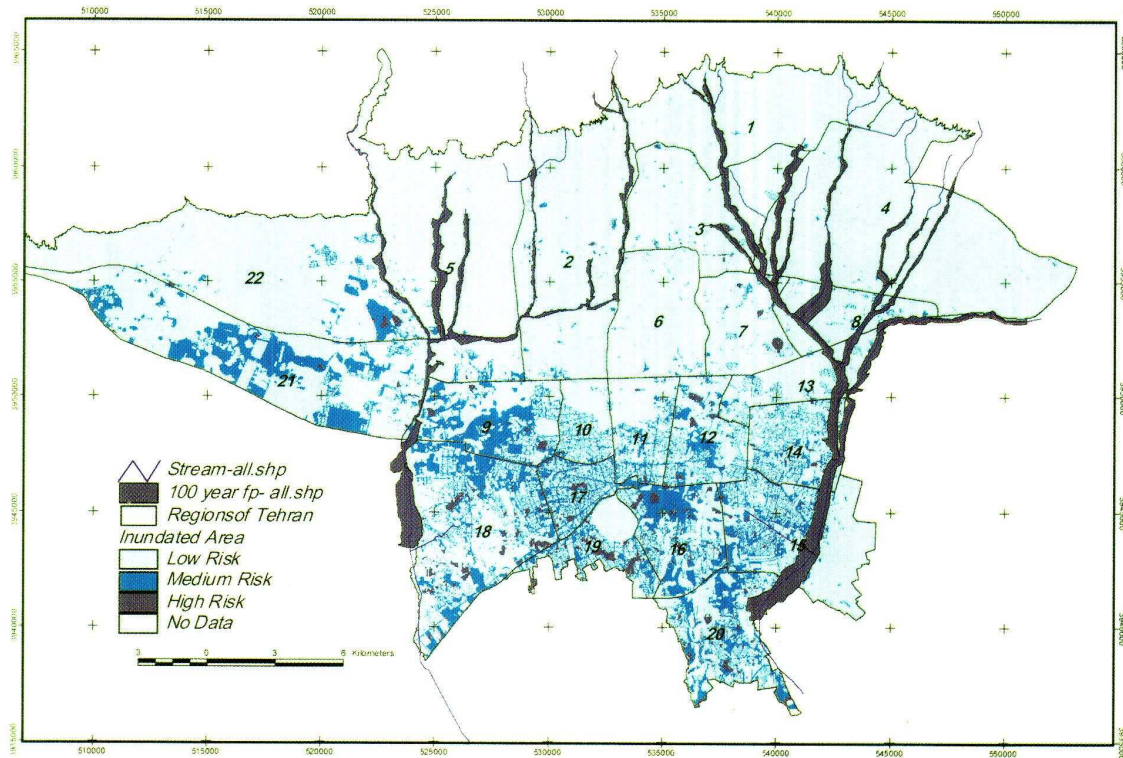 510000 515000 520000 525000 530000 535000 540000 545000 550000
1
4
3
22
5
2
6
7
8
21
13
9
10
11
12
14
17
18
19
16
15
20
Stream-all.shp
100 year fp- all.shp
Regionsof Tehran
Inundated Area
Low Risk
Medium Risk
High Risk
No Data
3 0 3 6 Kilometers
510000 515000 520000 525000 530000 535000 540000 545000 550000